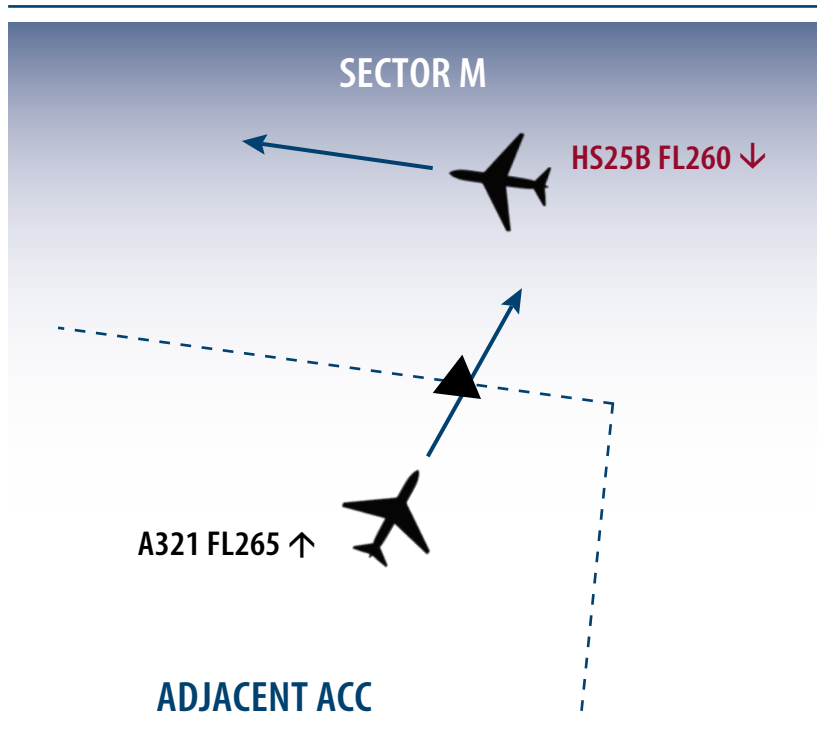 SECTOR M
HS25B FL260 ↓
A321 FL265 ↑
ADJACENT ACC